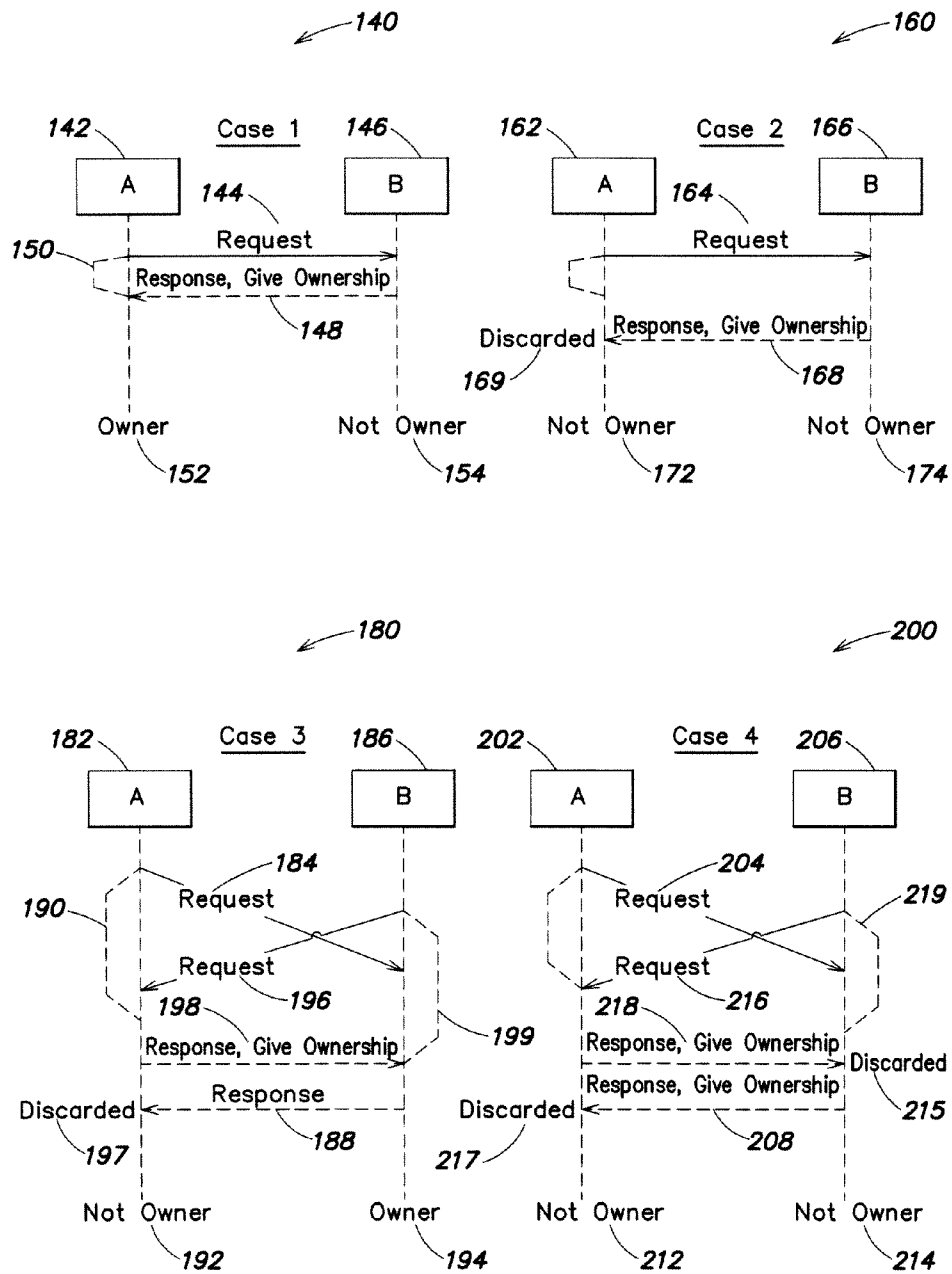 140
160
142
Case 1
146
162
Case 2
166
A
B
A
B
144
164
150
Request
Request
Response, Give Ownership
148
Discarded
Response, Give Ownership
169
168
Owner
Not Owner
Not Owner
Not Owner
152
154
172
174
180
200
182
Case 3
186
202
Case 4
206
A
B
A
B
184
204
190
Request
Request
219
Request
Request
196
216
198
218
199
Response, Give Ownership
Response, Give Ownership
Discarded
Discarded
Response
Discarded
Response, Give Ownership
215
197
188
217
208
Not Owner
Owner
Not Owner
Not Owner
192
194
212
214